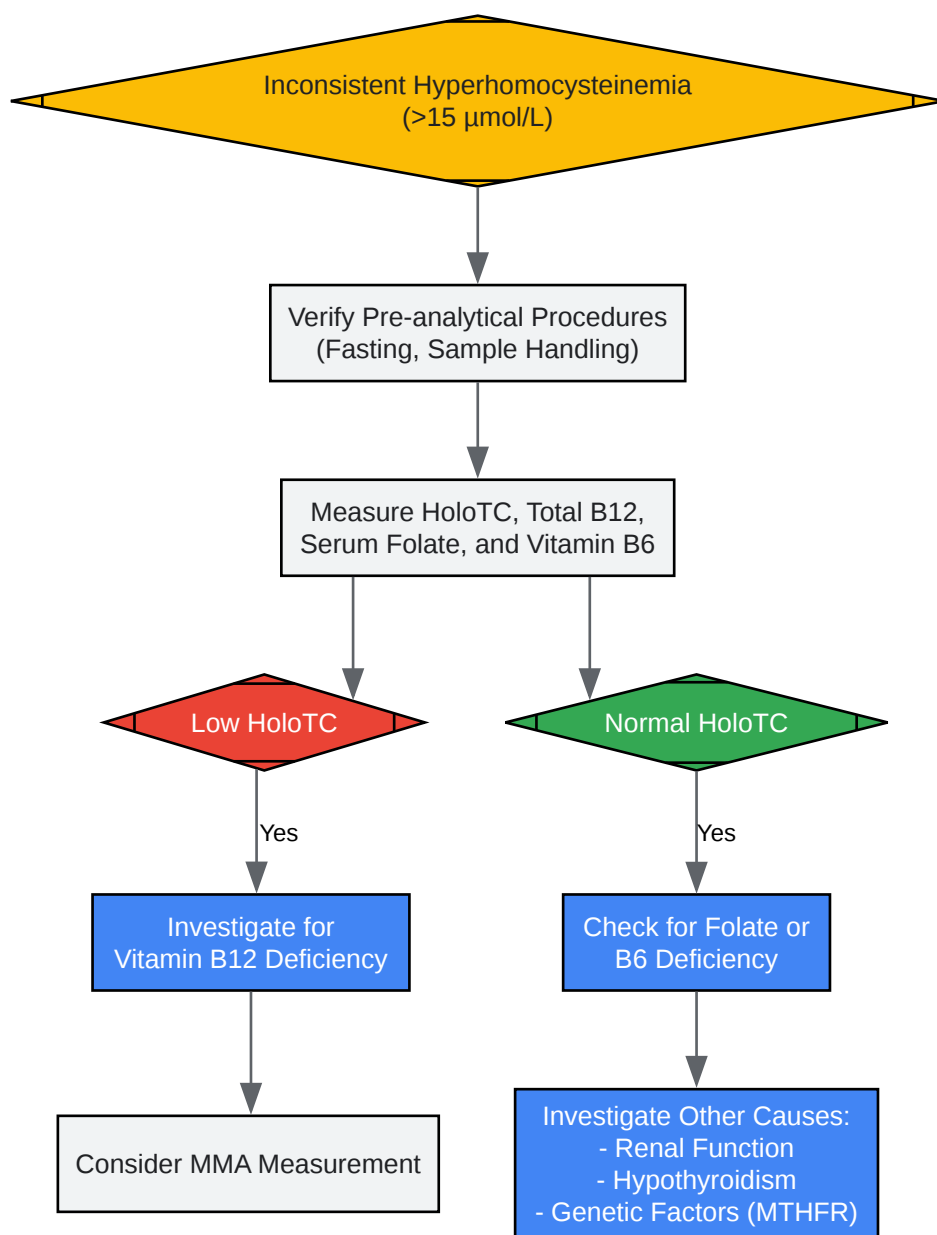 Inconsistent Hyperhomocysteinemia
(>15 µmol/L)
Verify Pre-analytical Procedures
(Fasting, Sample Handling)
Measure HoloTC, Total B12,
Serum Folate, and Vitamin B6
Low HoloTC
Normal HoloTC
Yes
Yes
Investigate for
Vitamin B12 Deficiency
Check for Folate or
B6 Deficiency
Consider MMA Measurement
Investigate Other Causes:
- Renal Function
- Hypothyroidism
- Genetic Factors (MTHFR)